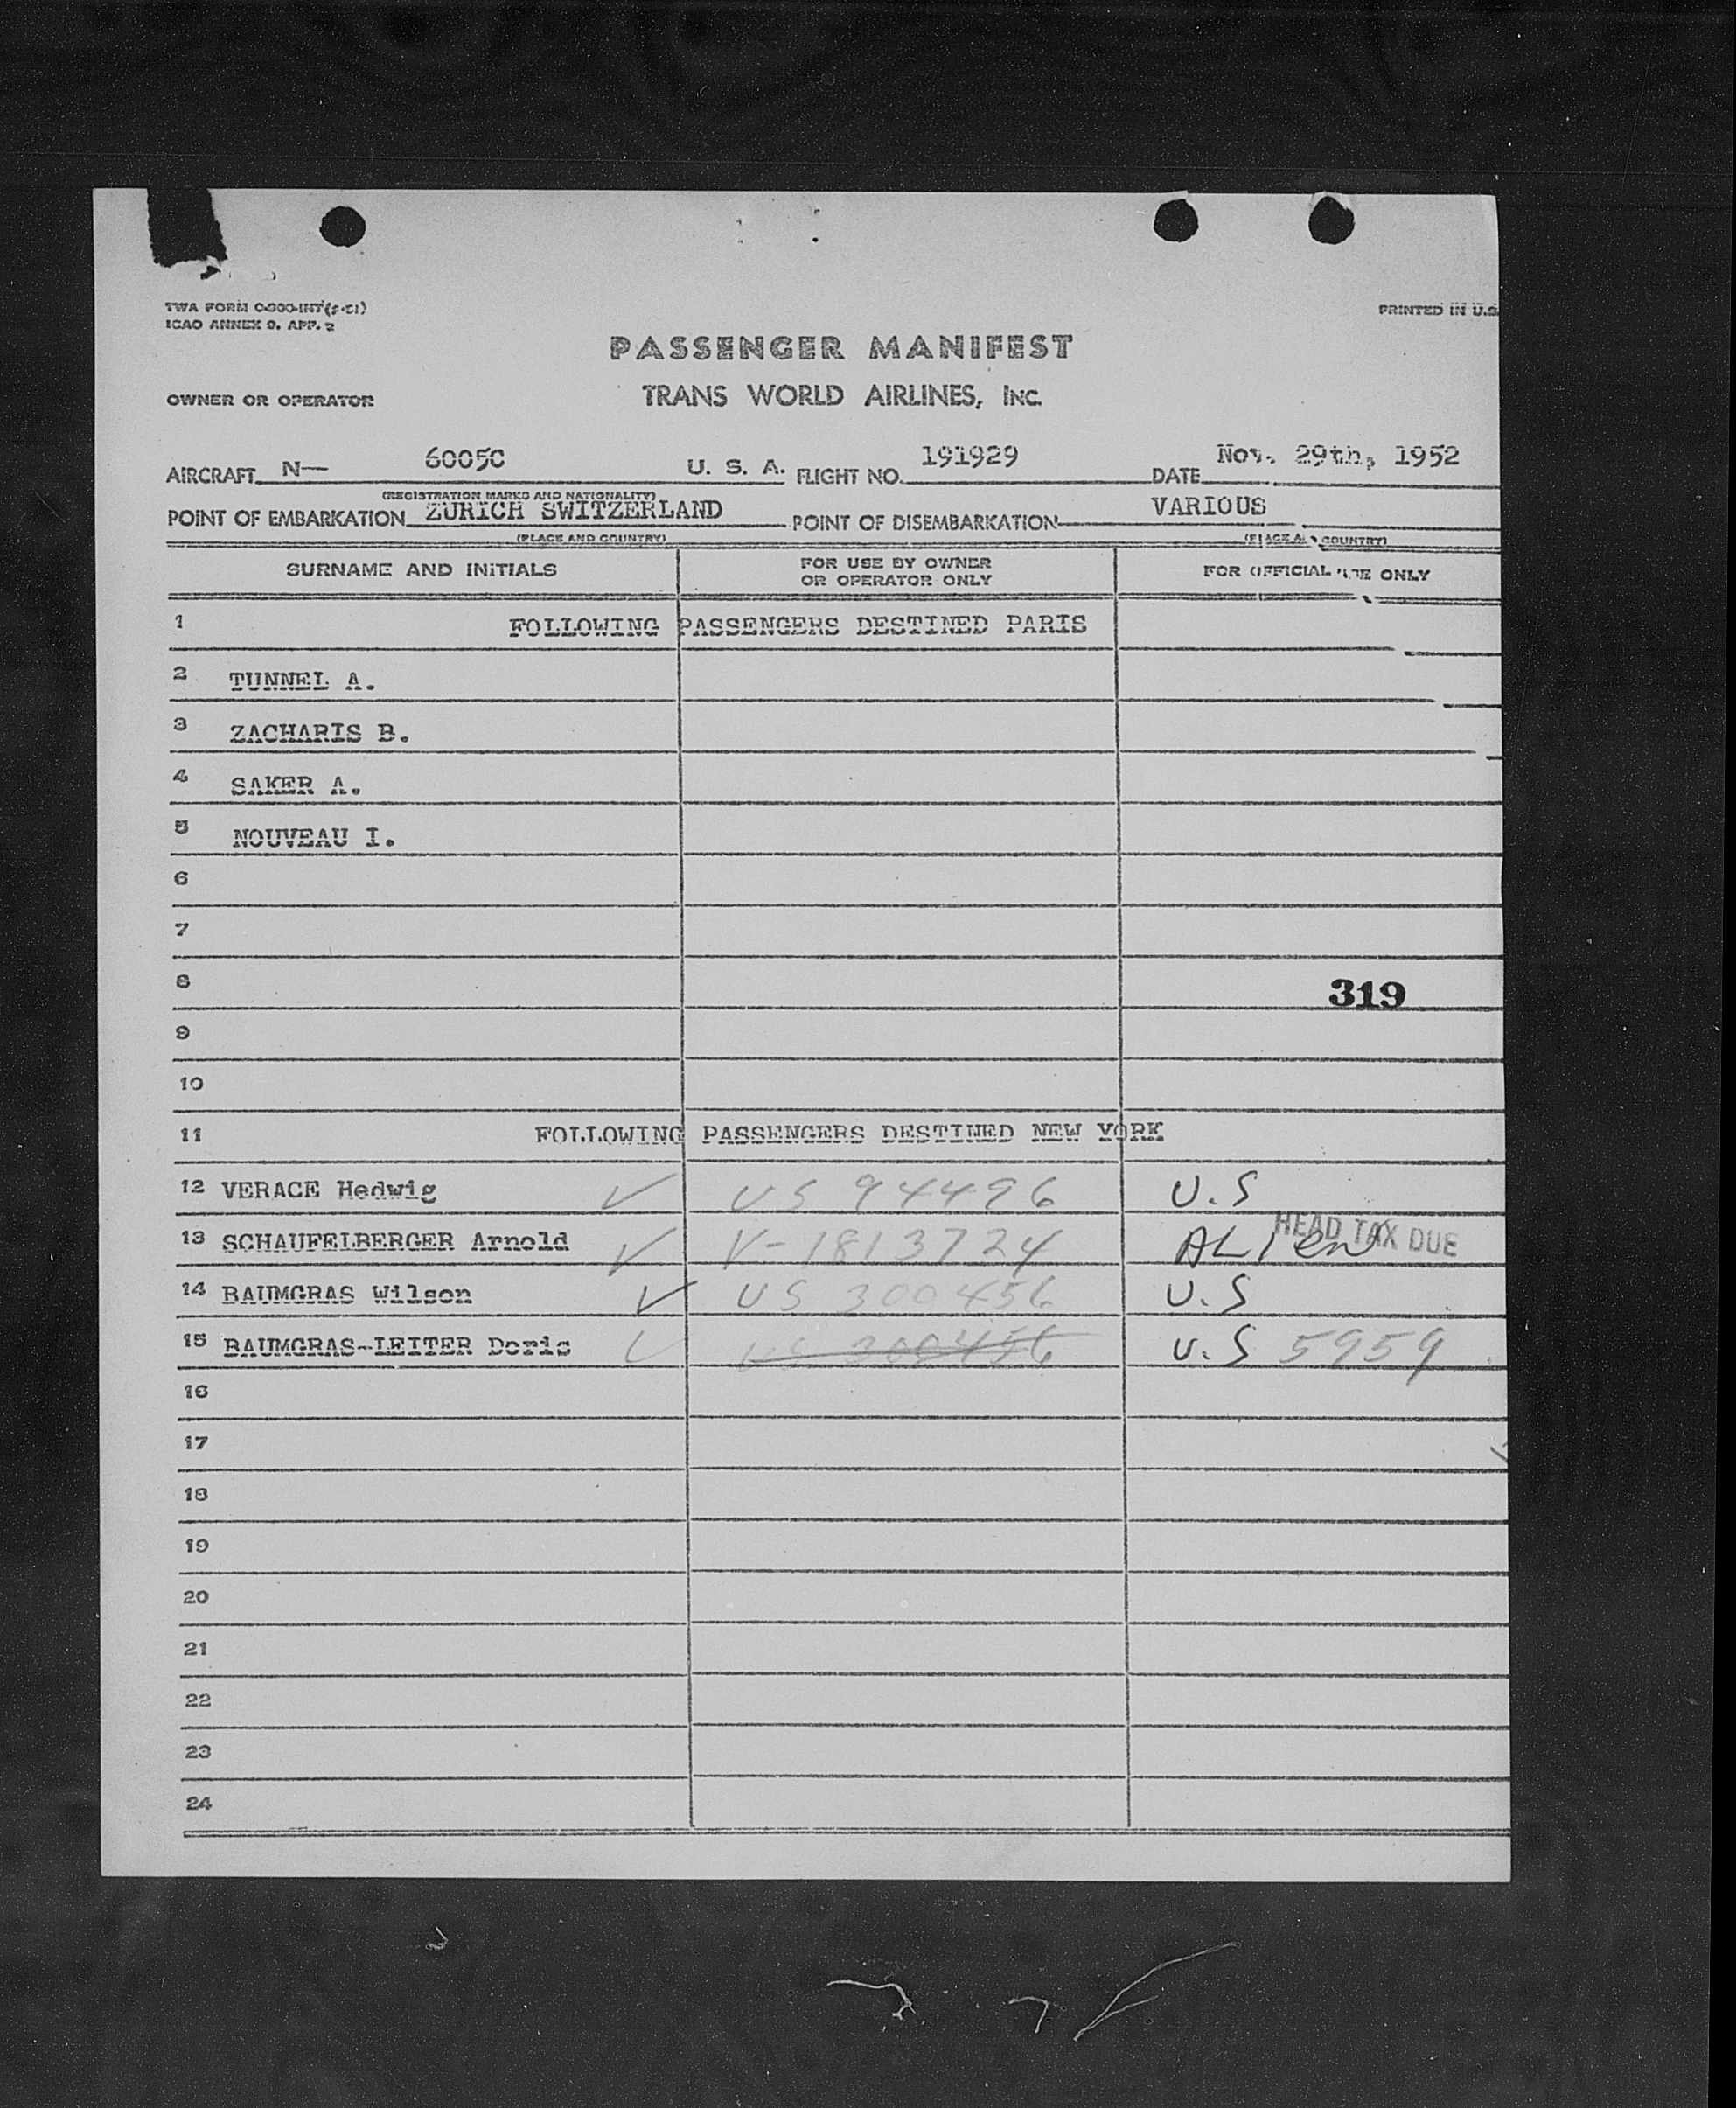 TWA FORM
ICAO ANNEX 9, APP. 2
PRINTED IN U.S.
PASSENGER MANIFEST
OWNER OR OPERATOR TRANS WORLD AIRLINES, INC.
AIRCRAFT N— 6005C U. S. A. FLIGHT NO. 191929 DATE Nov. 29th, 1952
(REGISTRATION MARKS AND NATIONALITY)
POINT OF EMBARKATION ZURICH SWITZERLAND POINT OF DISEMBARKATION VARIOUS
(PLACE AND COUNTRY) (PLACE AND COUNTRY)
SURNAME AND INITIALS FOR USE BY OWNER OR OPERATOR ONLY FOR OFFICIAL USE ONLY
1 FOLLOWING PASSENGERS DESTINED PARIS
2 TUNNEL A.
3 ZACHARIS B.
4 SAKER A.
5 NOUVEAU I.
6
7
8 319
9
10
11 FOLLOWING PASSENGERS DESTINED NEW YORK
12 VERACE Hedwig ✓ US 94496 U.S
13 SCHAUFELBERGER Arnold ✓ V-1813724 ALien HEAD TAX DUE
14 BAUMGRAS Wilson ✓ US 300456 U.S
15 BAUMGRAS-LEITER Doris ✓ US 300456 U.S 5959
16
17
18
19
20
21
22
23
24